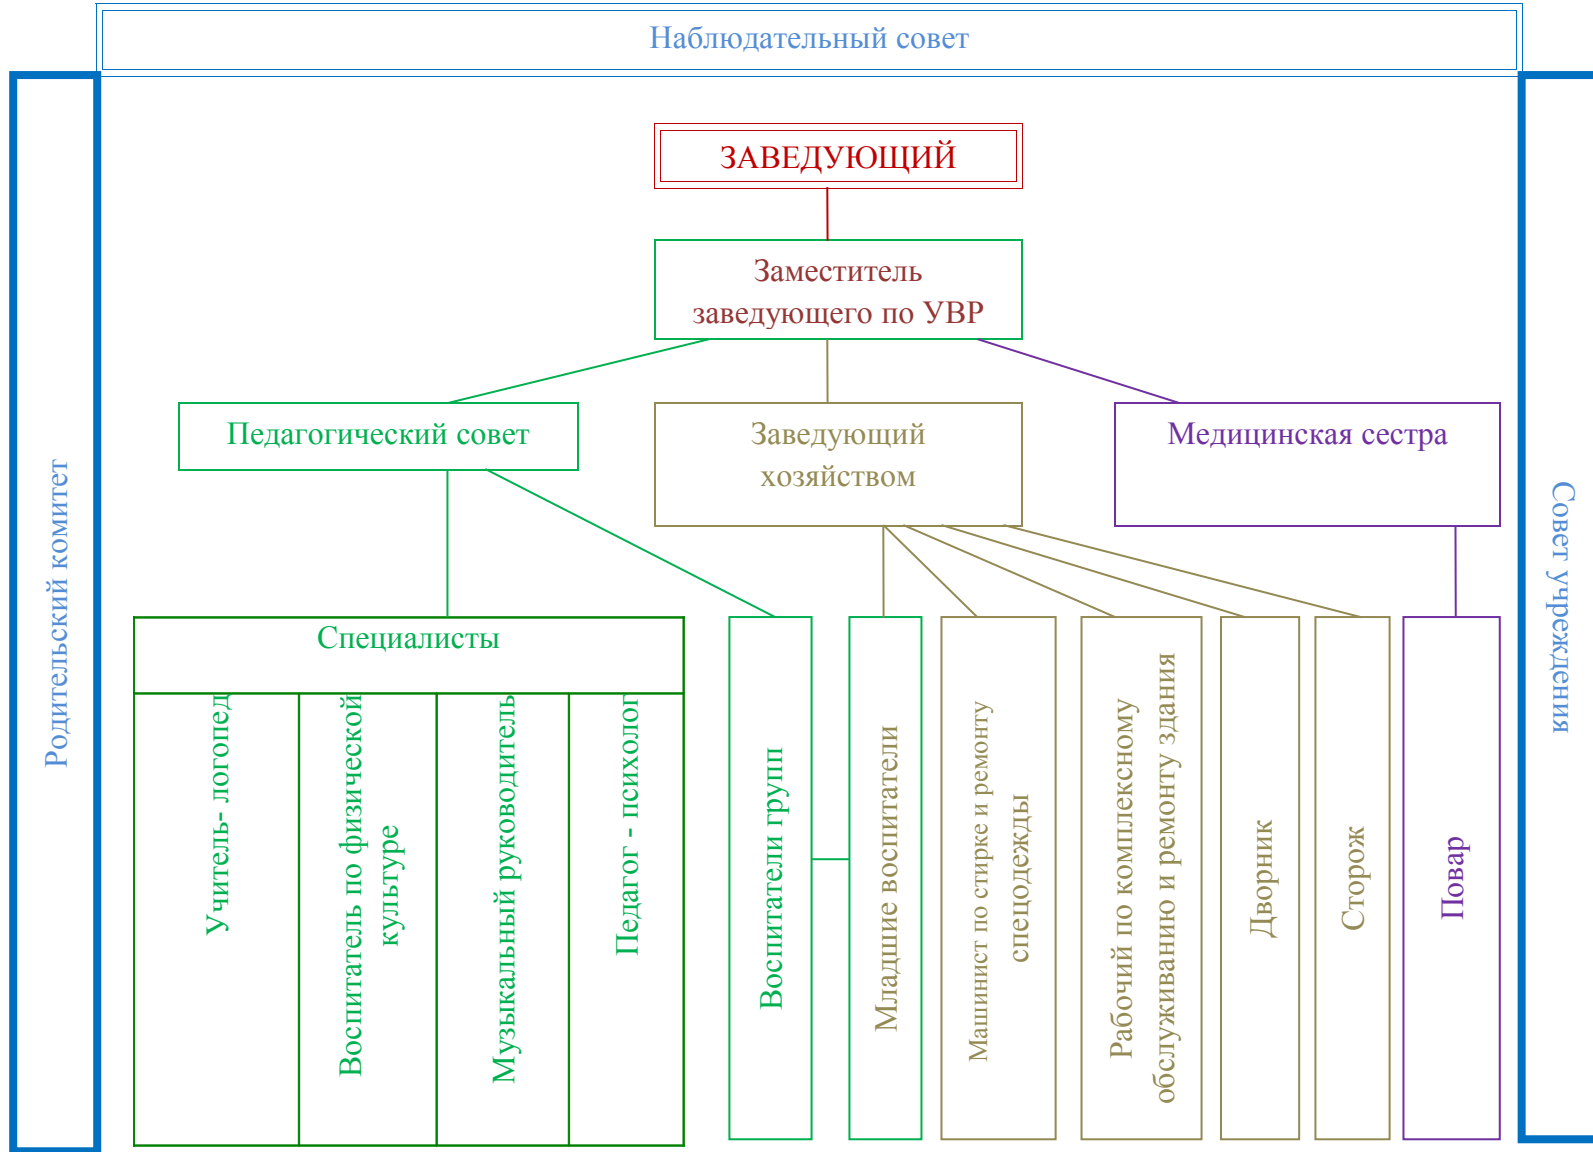 Наблюдательный совет
Родительский комитет
Совет учреждения
ЗАВЕДУЮЩИЙ
Заместитель
заведующего по УВР
Педагогический совет
Заведующий
хозяйством
Медицинская сестра
Специалисты
Учитель- логопед
Воспитатель по физической
культуре
Музыкальный руководитель
Педагог - психолог
Воспитатели групп
Младшие воспитатели
Машинист по стирке и ремонту
спецодежды
Рабочий по комплексному
обслуживанию и ремонту здания
Дворник
Сторож
Повар